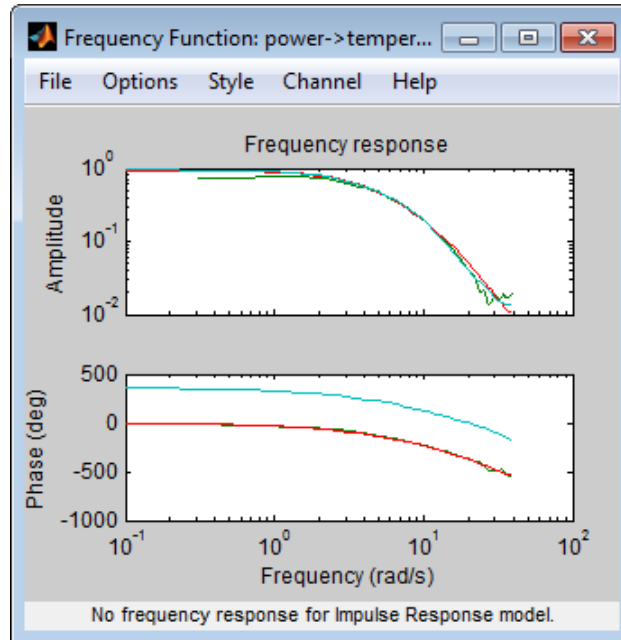 Frequency Function: power->temper...
File Options Style Channel Help
Frequency response
Amplitude
10^0
10^-1
10^-2
Phase (deg)
500
0
-500
-1000
10^-1 10^0 10^1 10^2
Frequency (rad/s)
No frequency response for Impulse Response model.